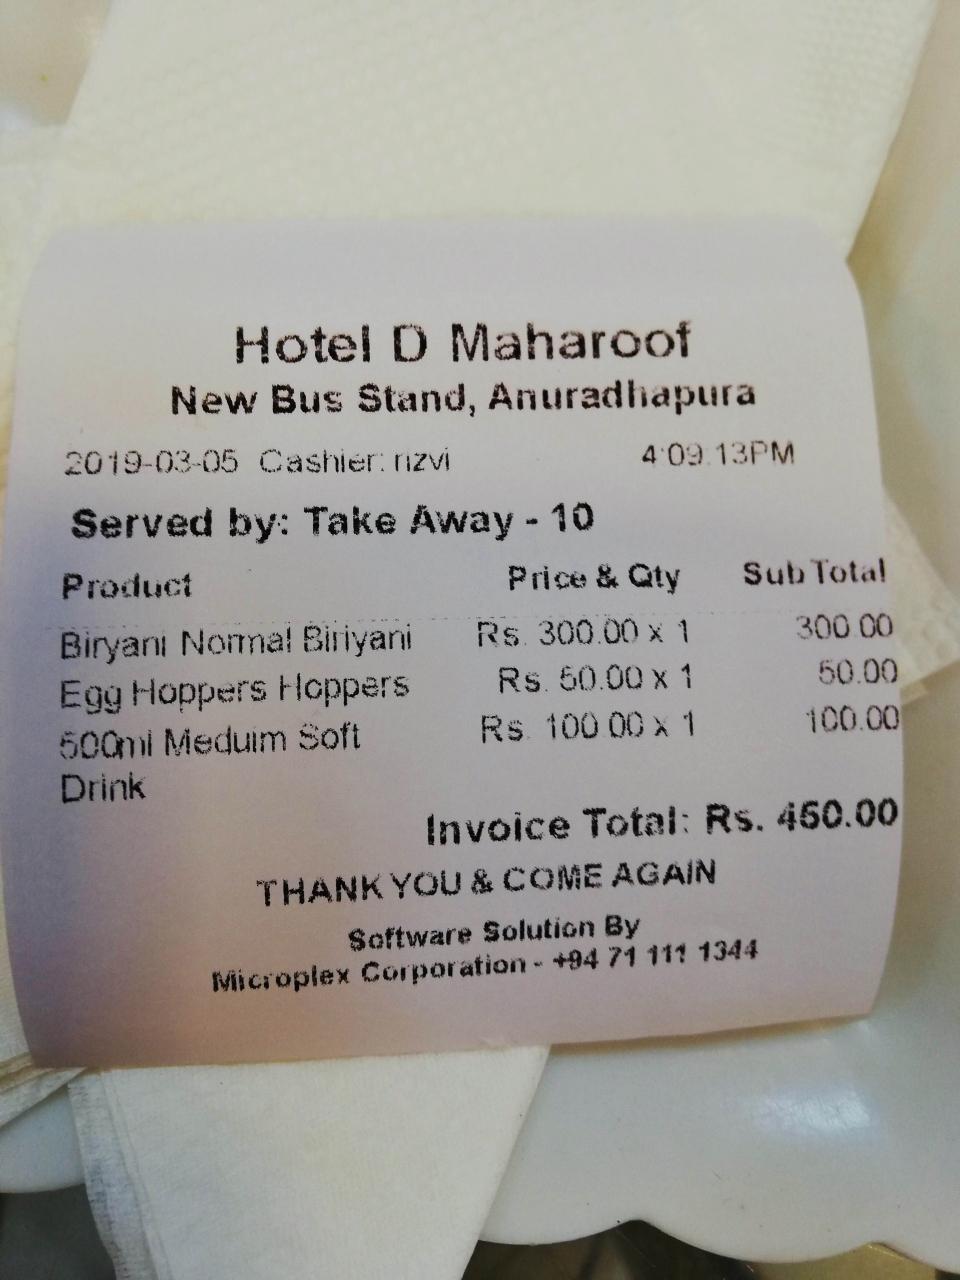 Hotel D Maharoof
New Bus Stand, Anuradhapura
2019-03-05 Cashier: rizvi 4:09:13PM
Served by: Take Away - 10
Product Price & Qty Sub Total
Biryani Normal Biriyani Rs. 300.00 x 1 300.00
Egg Hoppers Hoppers Rs. 50.00 x 1 50.00
500ml Meduim Soft Rs. 100.00 x 1 100.00
Drink
Invoice Total: Rs. 450.00
THANK YOU & COME AGAIN
Software Solution By
Microplex Corporation - +94 71 111 1344